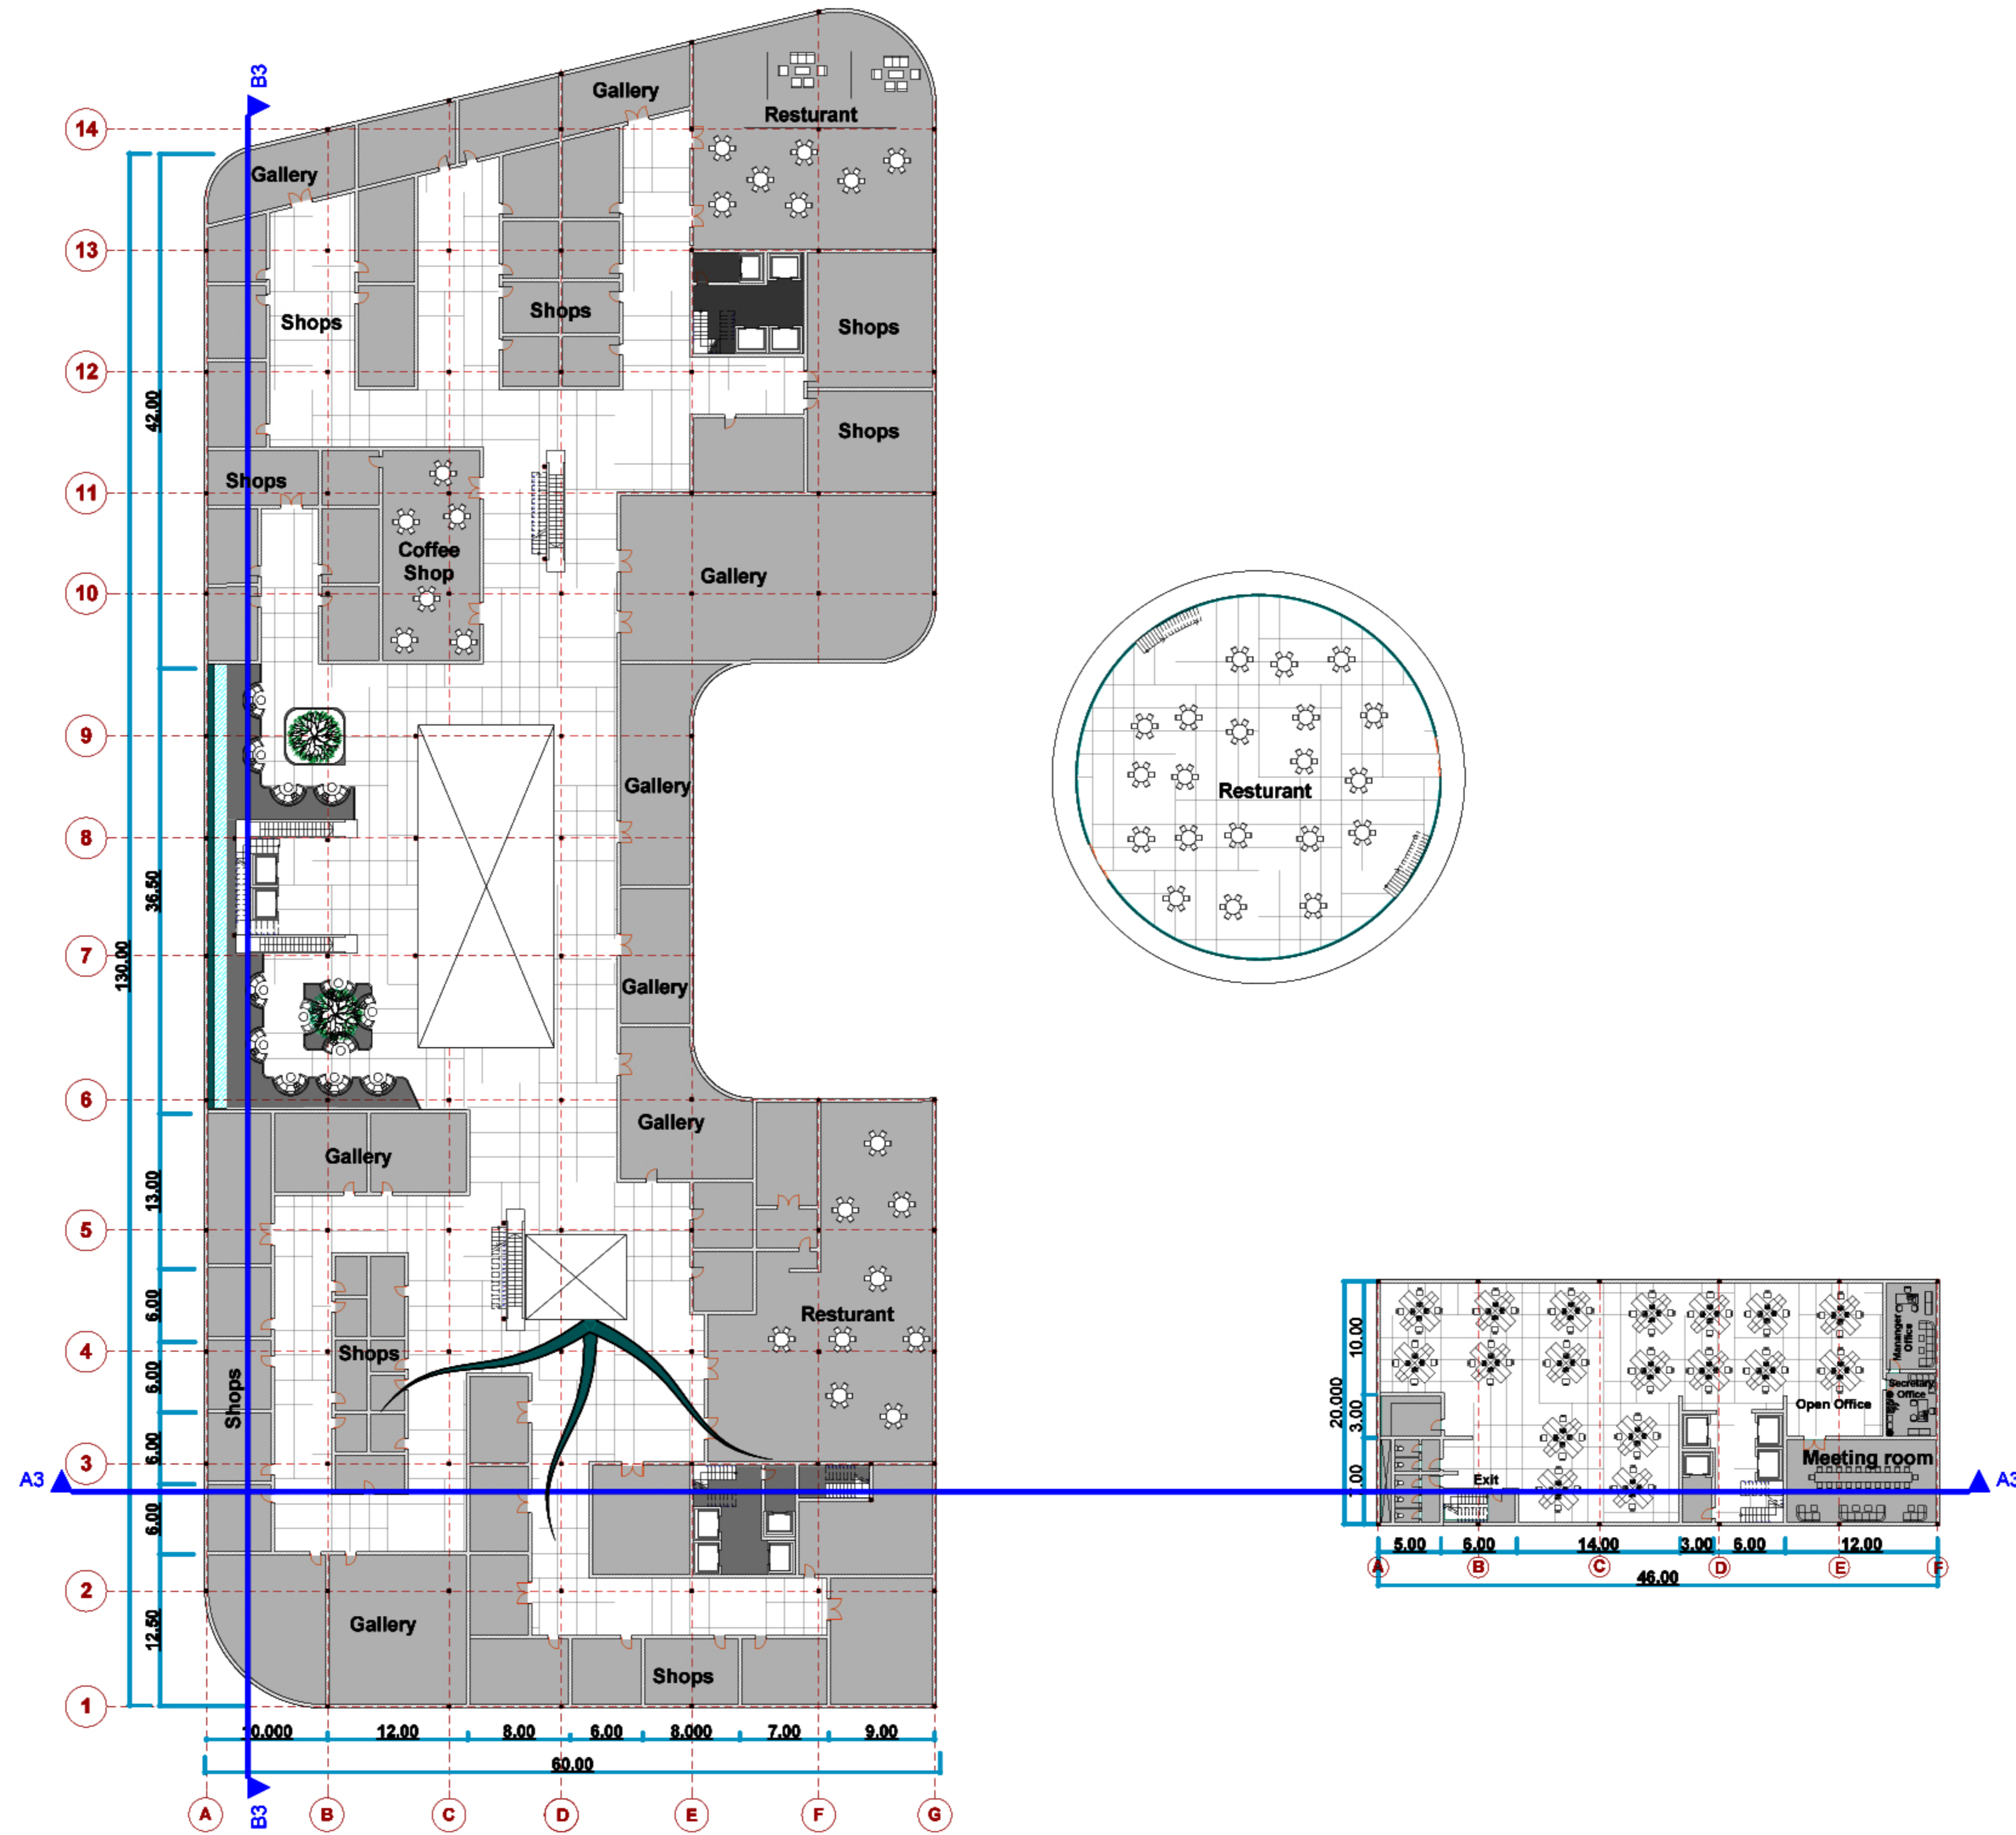 B3
Gallery
Resturant
14
Gallery
13
Shops
Shops
Shops
12
42.00
Shops
Shops
11
Coffee
Shop
Gallery
10
9
Gallery
Resturant
8
36.50
7
130.00
Gallery
6
Gallery
Gallery
13.00
5
6.00
Resturant
4
Shops
6.00
Shops
6.00
3
A3
6.00
2
Gallery
12.50
Shops
1
10.000
12.00
8.00
6.00
8.000
7.00
9.00
60.00
A
B
C
D
E
F
G
B3
10.00
Mananger
Office
Secretary
Office
20.000
3.00
Open Office
Meeting room
Exit
7.00
A3
5.00
6.00
14.00
3.00
6.00
12.00
A
B
C
D
E
F
46.00